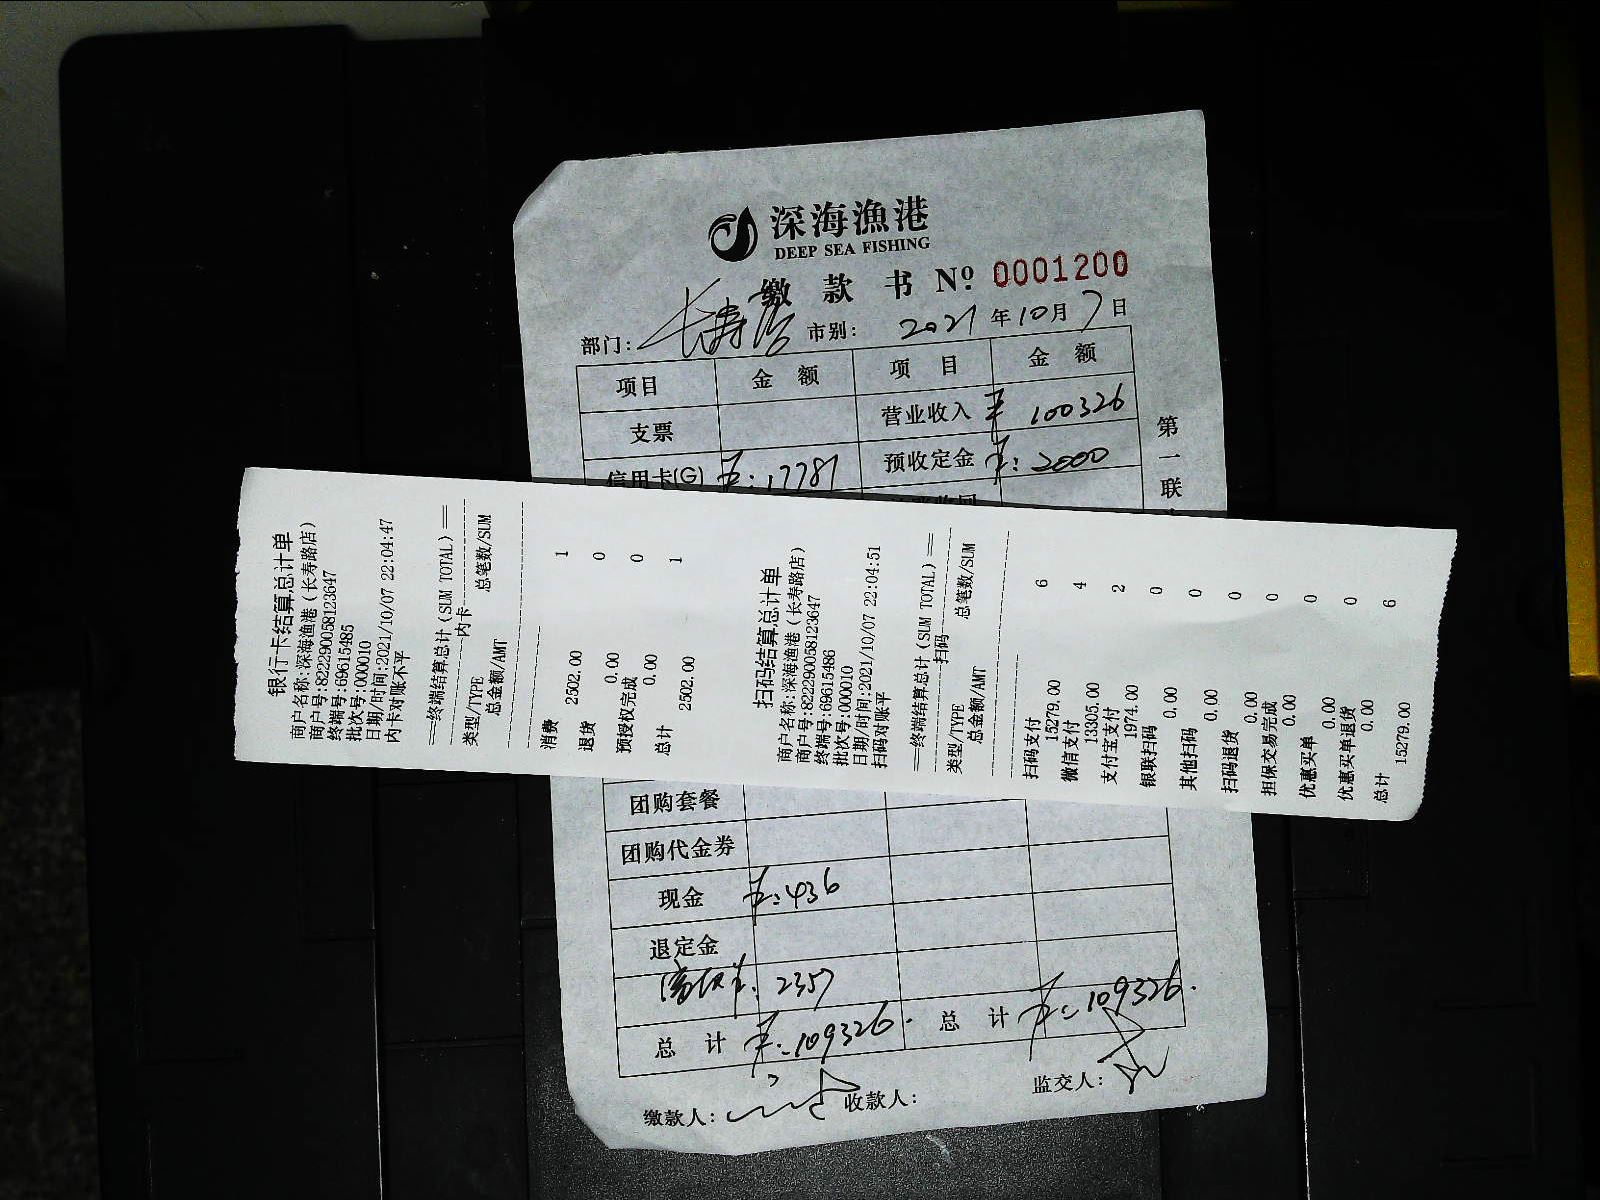 深海漁港
DEEP SEA FISHING
缴 款 书 Nº 0001200
部门: 长寿店 市别: 2021 年 10 月 7 日
项目 金 额 项 目 金 额
支票 营业收入 ¥ 100326
信用卡(G) ¥: 17781 预收定金 ¥: 2000
第一联
银行卡结算总计单
商户名称:深海渔港（长寿路店）
商户号:822290058123647
终端号:69615485
批次号:000010
日期/时间:2021/10/07 22:04:47
内卡对账不平
==终端结算总计(SUM TOTAL)==
内卡
类型/TYPE
总金额/AMT 总笔数/SUM
消费
2502.00 1
退货
0.00 0
预授权完成
0.00 0
总计
2502.00 1
扫码结算总计单
商户名称:深海渔港（长寿路店）
商户号:822290058123647
终端号:69615486
批次号:000010
日期/时间:2021/10/07 22:04:51
扫码对账平
==终端结算总计(SUM TOTAL)==
扫码
类型/TYPE
总金额/AMT 总笔数/SUM
扫码支付
15279.00 6
微信支付
13305.00 4
支付宝支付
1974.00 2
银联扫码
0.00 0
其他扫码
0.00 0
扫码退货
0.00 0
担保交易完成
0.00 0
优惠买单
0.00 0
优惠买单退货
0.00 0
总计
15279.00 6
团购套餐
团购代金券
现金 ¥: 436
退定金
2357
总 计 ¥: 109326. 总 计 ¥: 109326.
缴款人: 收款人: 监交人: